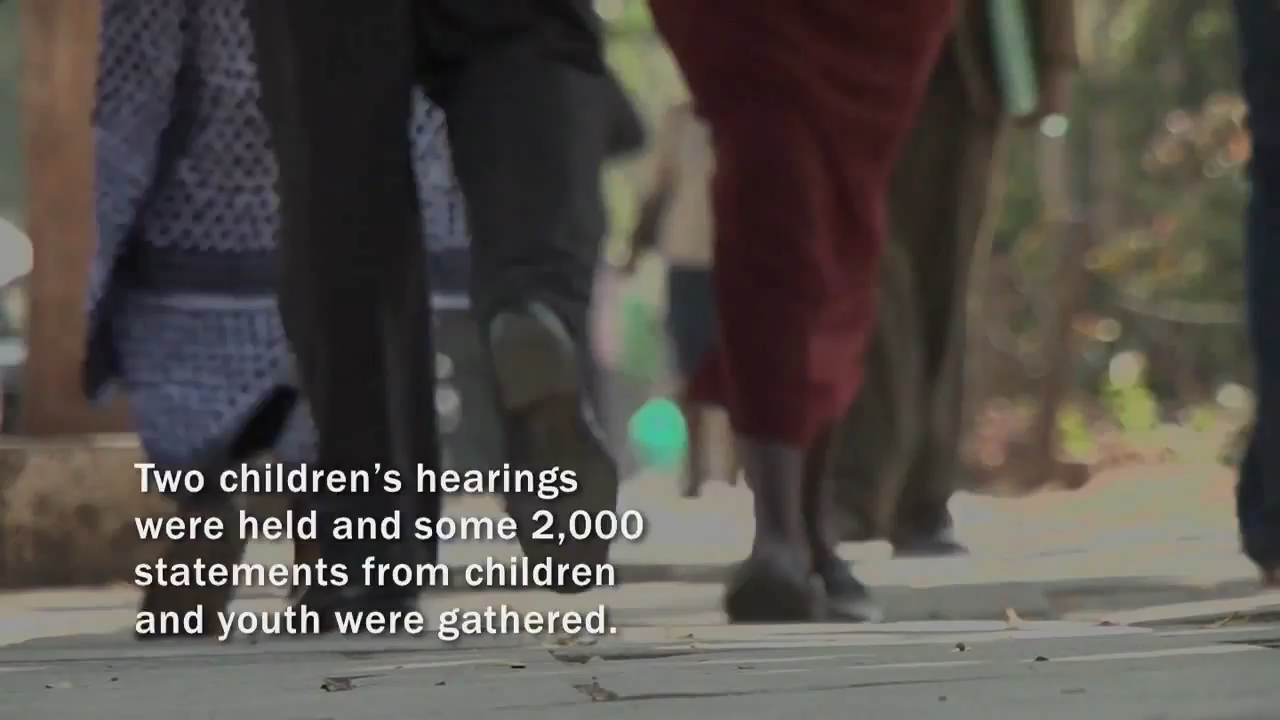 Two children’s hearings
were held and some 2,000
statements from children
and youth were gathered.